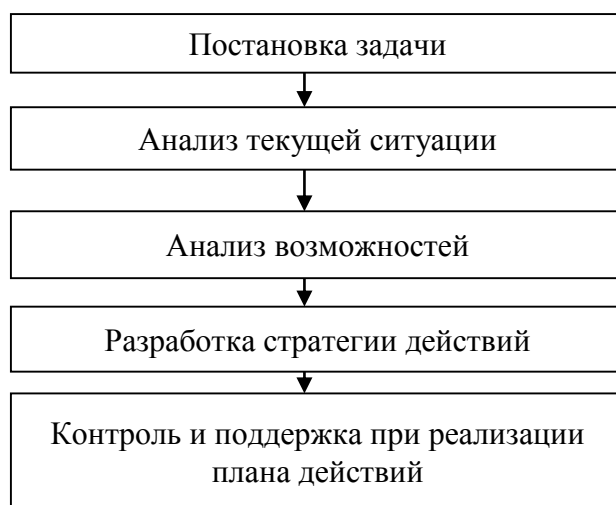 Постановка задачи
Анализ текущей ситуации
Анализ возможностей
Разработка стратегии действий
Контроль и поддержка при реализации
плана действий